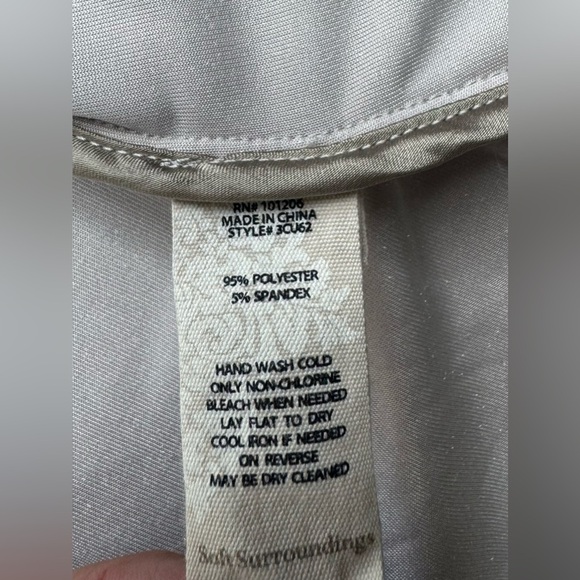 RN# 101206
MADE IN CHINA
STYLE# 3CU62
95% POLYESTER
5% SPANDEX
HAND WASH COLD
ONLY NON-CHLORINE
BLEACH WHEN NEEDED
LAY FLAT TO DRY
COOL IRON IF NEEDED
ON REVERSE
MAY BE DRY CLEANED
Soft Surroundings